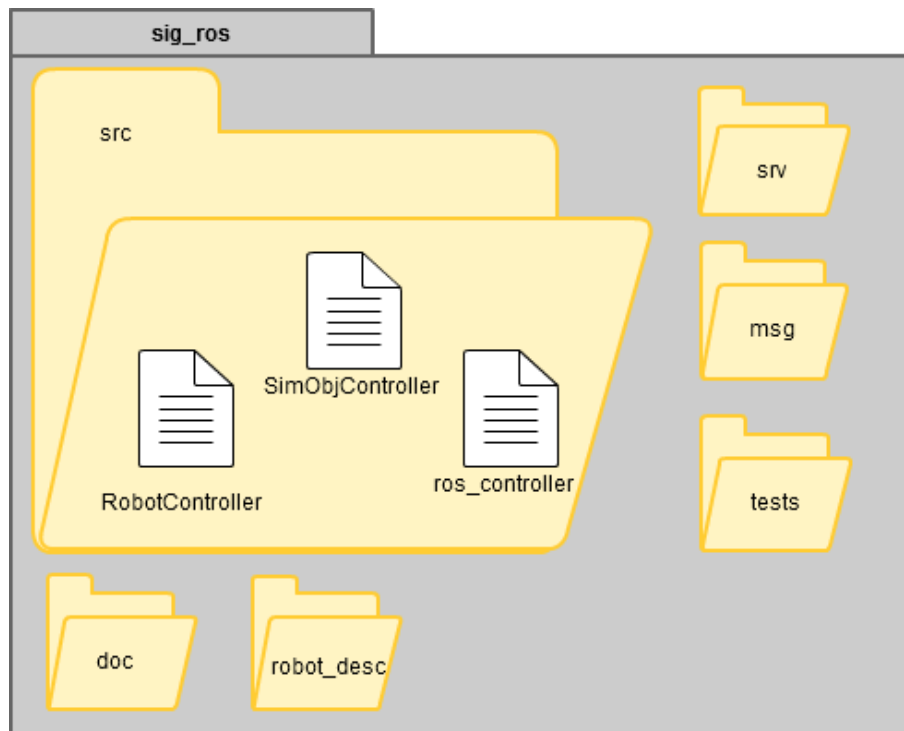 sig_ros
src
srv
SimObjController
msg
RobotController
ros_controller
tests
doc
robot_desc